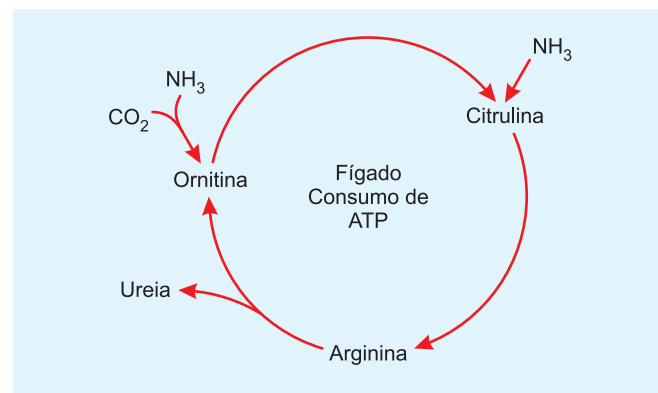 NH₃
NH₃
CO₂
Citrulina
Ornitina
Fígado
Consumo de
ATP
Ureia
Arginina